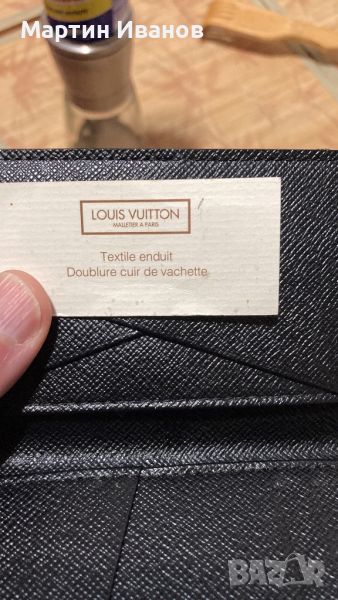 Мартин Иванов
LOUIS VUITTON
MALLETIER A PARIS
Textile enduit
Doublure cuir de vachette
BAZAR